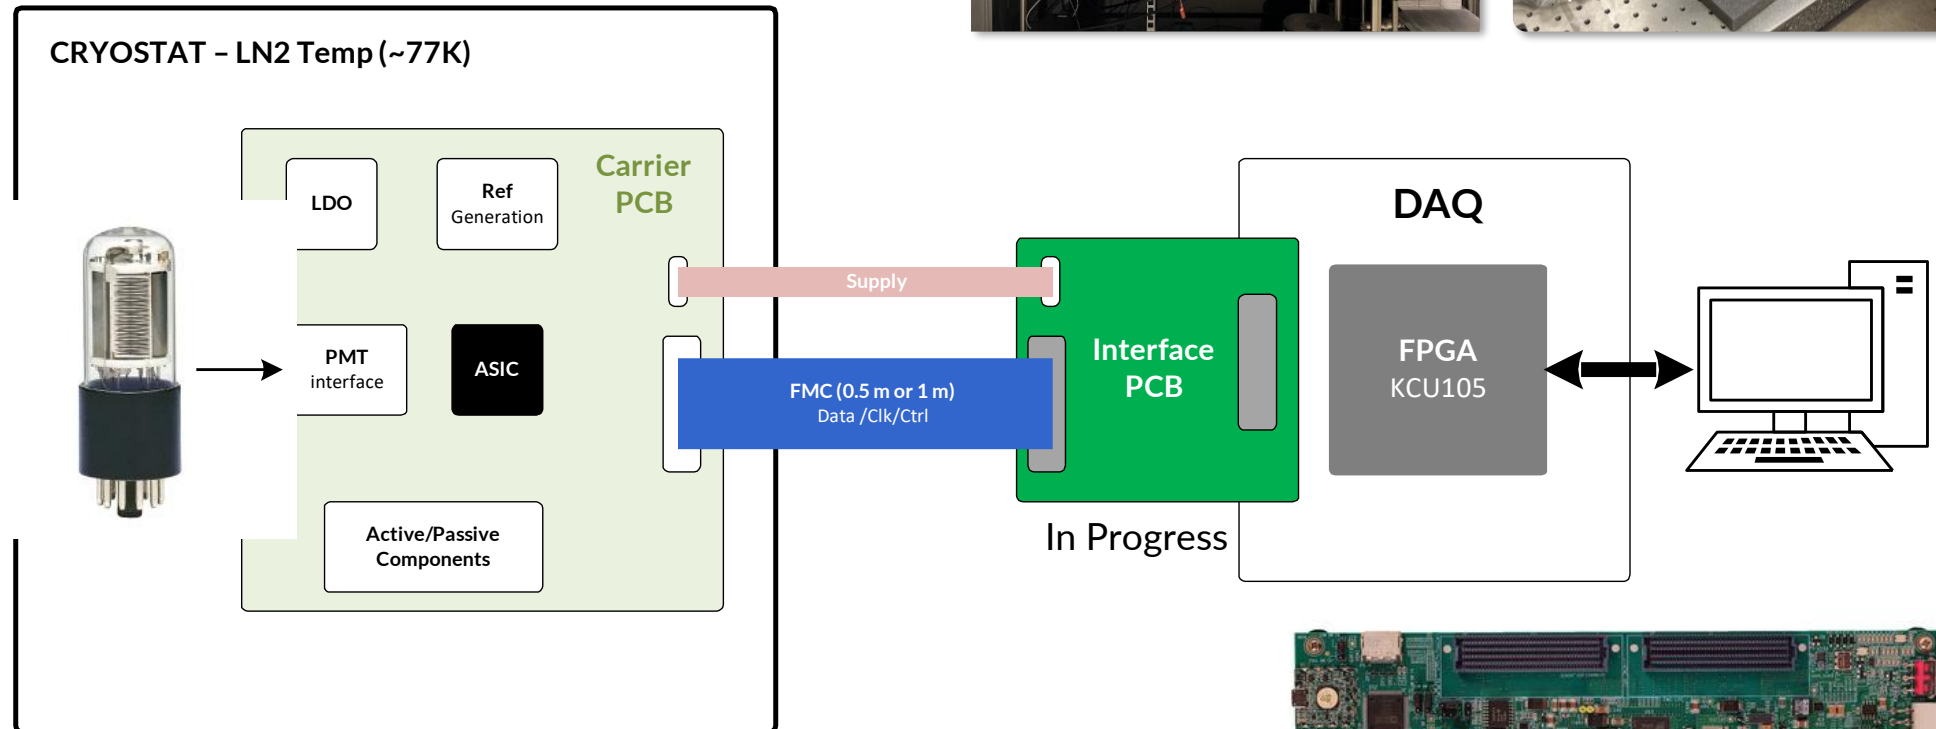 CRYOSTAT – LN2 Temp (~77K)
Carrier
PCB
LDO
Ref
Generation
DAQ
Supply
PMT
interface
ASIC
FMC (0.5 m or 1 m)
Data /Clk/Ctrl
Interface
PCB
FPGA
KCU105
In Progress
Active/Passive
Components